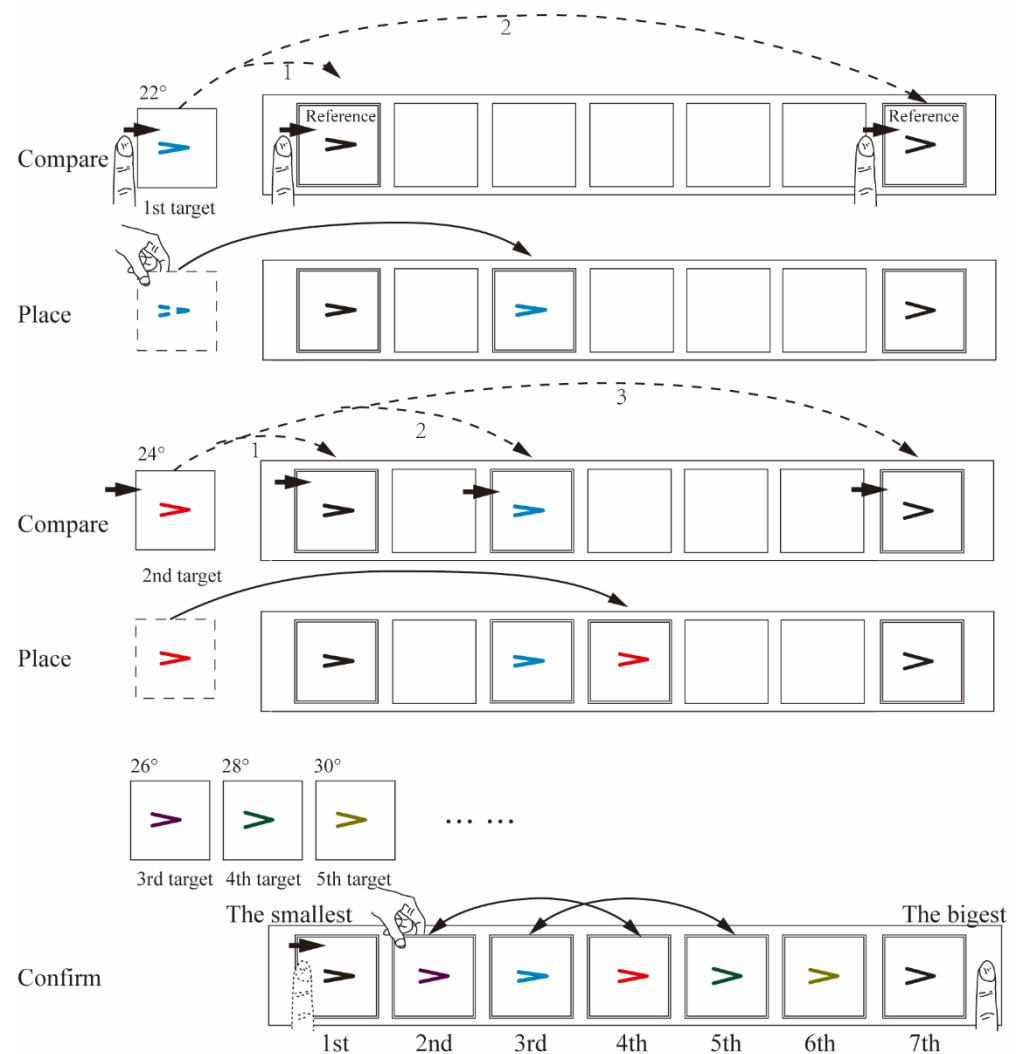 2
1
22°
Reference
Reference
Compare
1st target
Place
3
2
1
24°
Compare
2nd target
Place
26° 28° 30°
... ...
3rd target 4th target 5th target
The smallest
The bigest
Confirm
1st 2nd 3rd 4th 5th 6th 7th